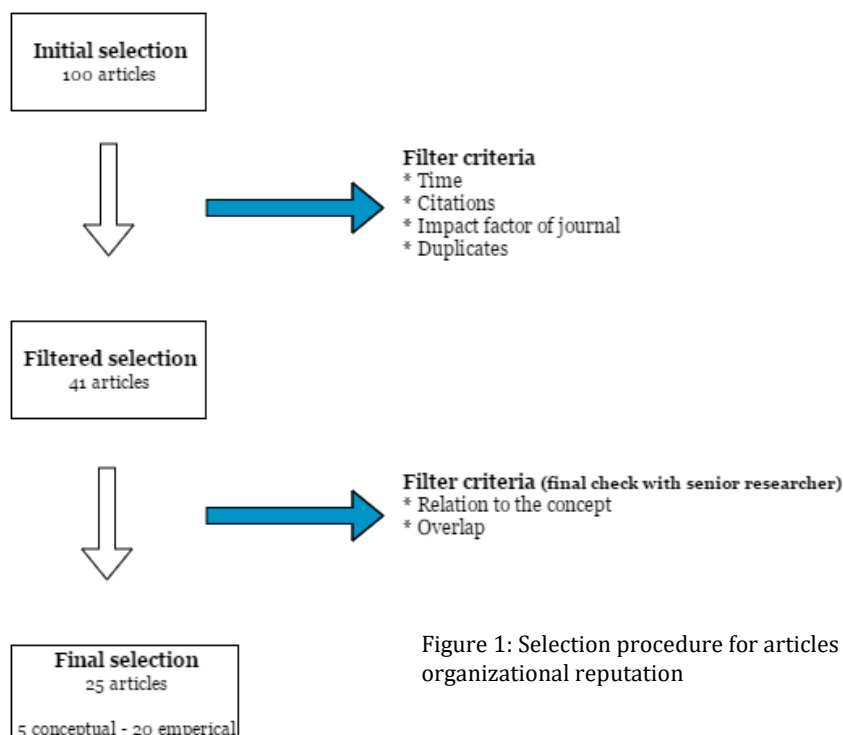 Initial selection
100 articles
Filter criteria
* Time
* Citations
* Impact factor of journal
* Duplicates
Filtered selection
41 articles
Filter criteria (final check with senior researcher)
* Relation to the concept
* Overlap
Final selection
25 articles
5 conceptual - 20 emperical
Figure 1: Selection procedure for articles
organizational reputation